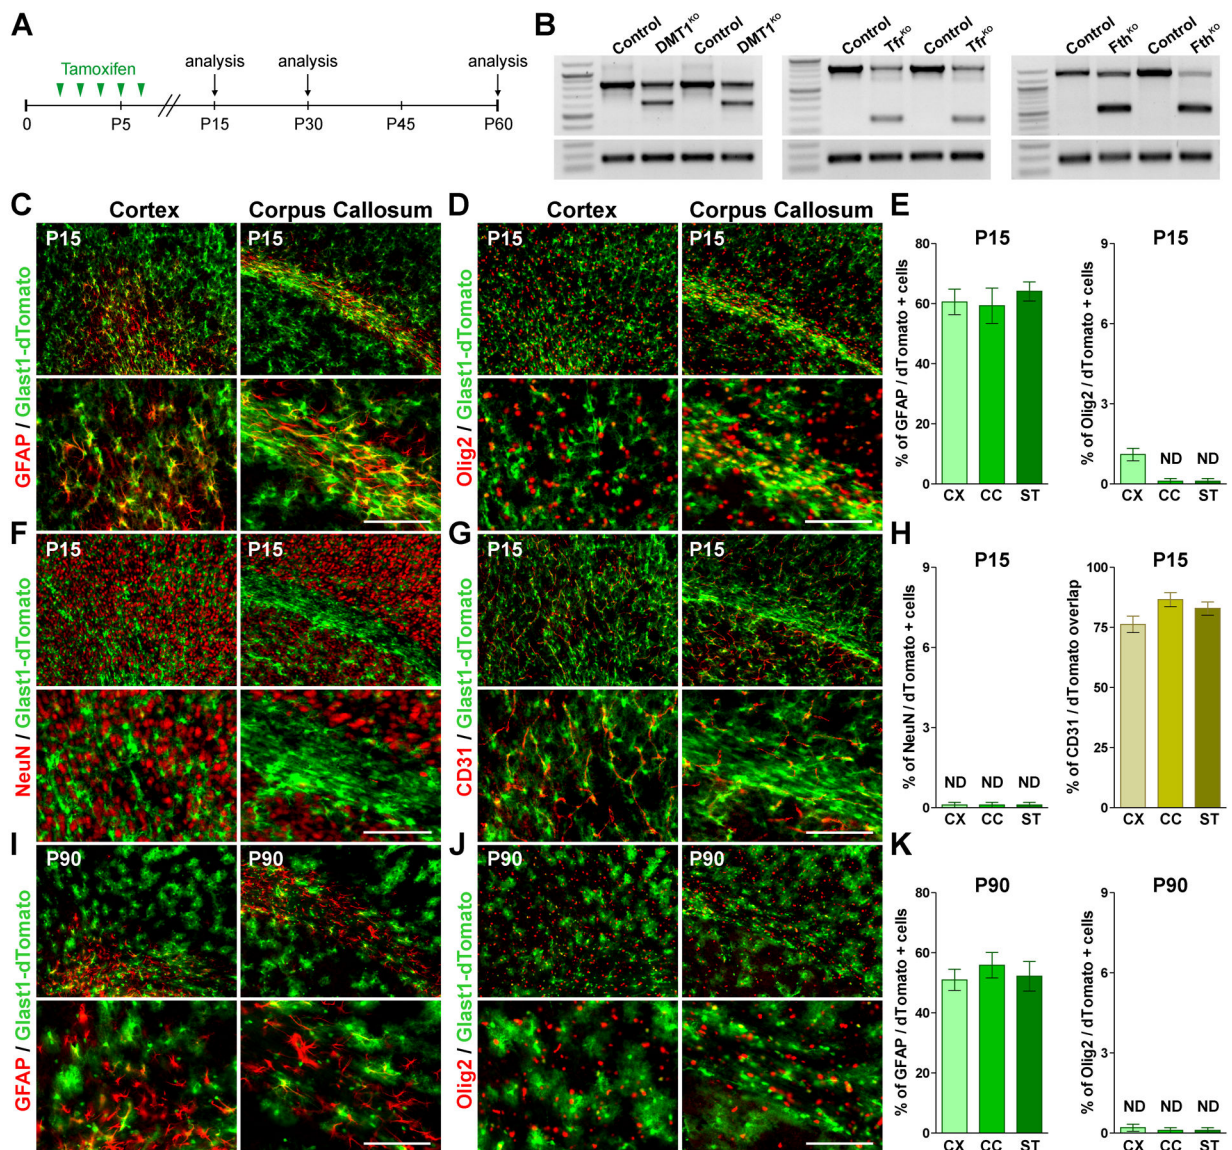 A
Tamoxifen
analysis
analysis
analysis
0
P5
P15
P30
P45
P60
B
Control
DMT1KO
Control
DMT1KO
Control
TfrKO
Control
TfrKO
Control
FthKO
Control
FthKO
C
Cortex
Corpus Callosum
P15
P15
GFAP / Glast1-dTomato
D
Cortex
Corpus Callosum
P15
P15
Olig2 / Glast1-dTomato
E
P15
% of GFAP / dTomato + cells
80
60
40
20
0
CX
CC
ST
P15
% of Olig2 / dTomato + cells
9
6
3
0
ND
ND
CX
CC
ST
F
P15
P15
NeuN / Glast1-dTomato
G
P15
P15
CD31 / Glast1-dTomato
H
P15
% of NeuN / dTomato + cells
9
6
3
0
ND
ND
ND
CX
CC
ST
P15
% of CD31 / dTomato overlap
100
75
50
25
0
CX
CC
ST
I
P90
P90
GFAP / Glast1-dTomato
J
P90
P90
Olig2 / Glast1-dTomato
K
P90
% of GFAP / dTomato + cells
80
60
40
20
0
CX
CC
ST
P90
% of Olig2 / dTomato + cells
9
6
3
0
ND
ND
ND
CX
CC
ST